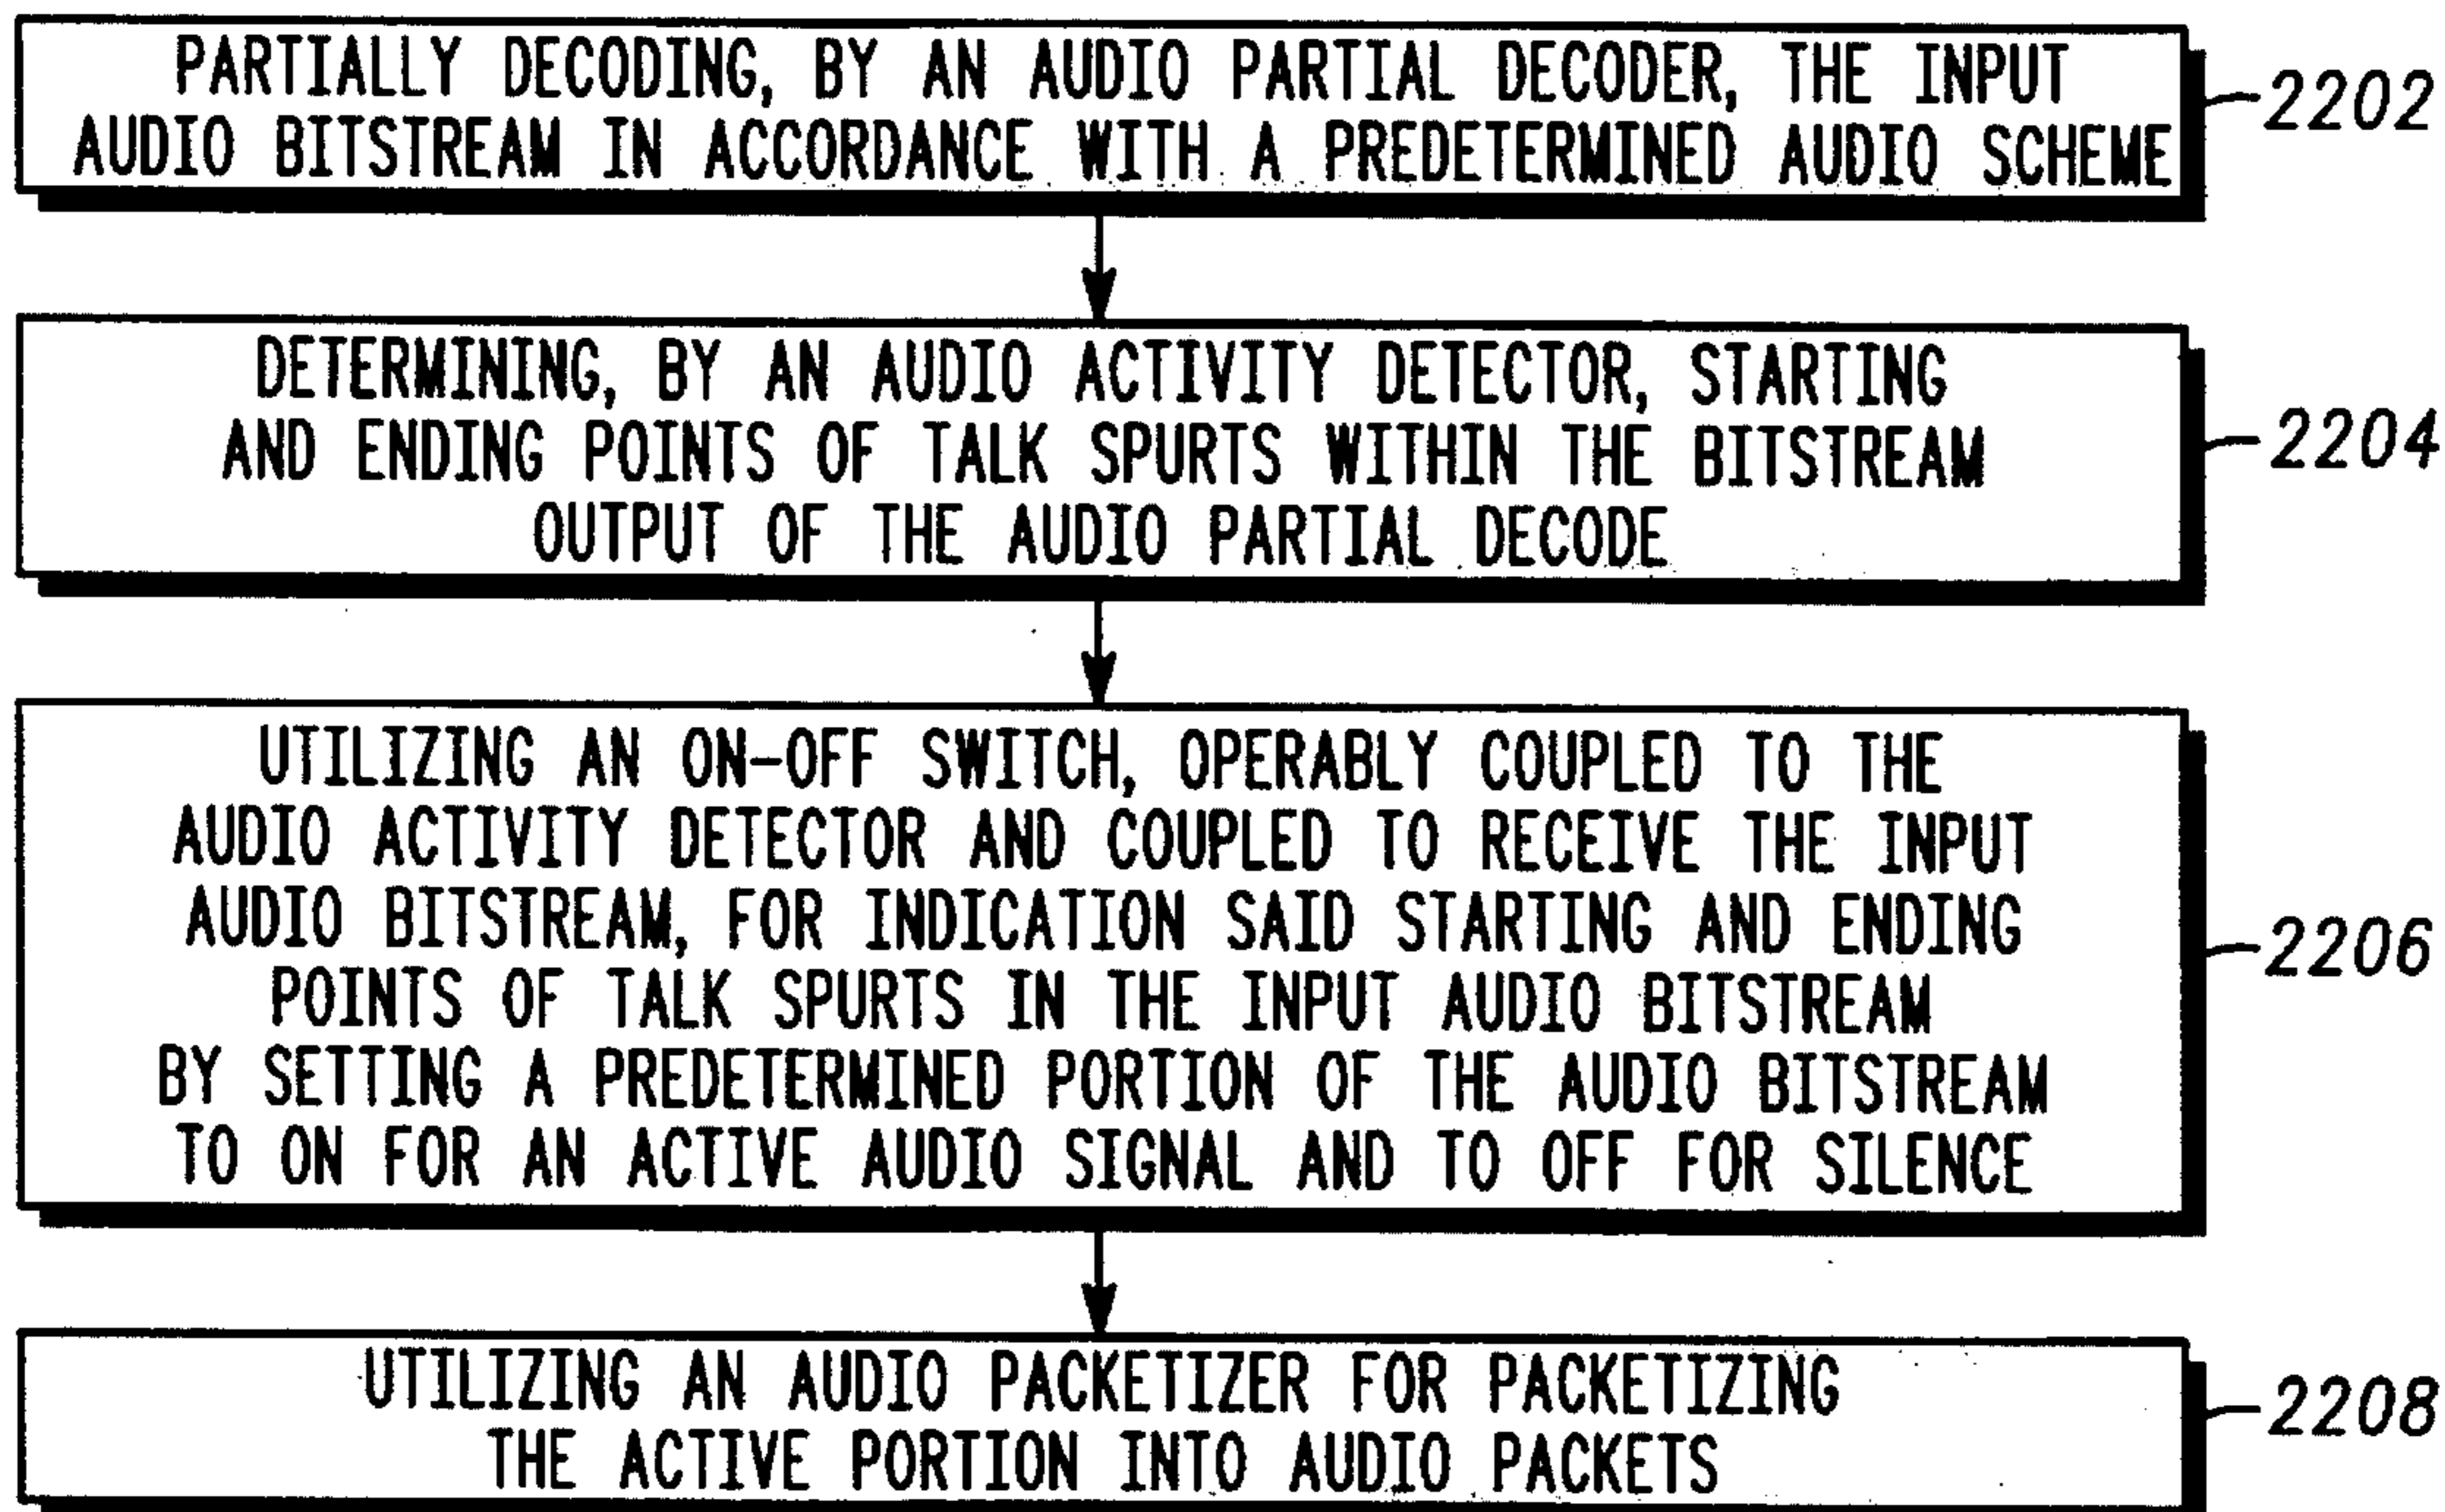 PARTIALLY DECODING, BY AN AUDIO PARTIAL DECODER, THE INPUT
AUDIO BITSTREAM IN ACCORDANCE WITH A PREDETERMINED AUDIO SCHEME
2202
DETERMINING, BY AN AUDIO ACTIVITY DETECTOR, STARTING
AND ENDING POINTS OF TALK SPURTS WITHIN THE BITSTREAM
OUTPUT OF THE AUDIO PARTIAL DECODE
2204
UTILIZING AN ON-OFF SWITCH, OPERABLY COUPLED TO THE
AUDIO ACTIVITY DETECTOR AND COUPLED TO RECEIVE THE INPUT
AUDIO BITSTREAM, FOR INDICATION SAID STARTING AND ENDING
POINTS OF TALK SPURTS IN THE INPUT AUDIO BITSTREAM
BY SETTING A PREDETERMINED PORTION OF THE AUDIO BITSTREAM
TO ON FOR AN ACTIVE AUDIO SIGNAL AND TO OFF FOR SILENCE
2206
UTILIZING AN AUDIO PACKETIZER FOR PACKETIZING
THE ACTIVE PORTION INTO AUDIO PACKETS
2208